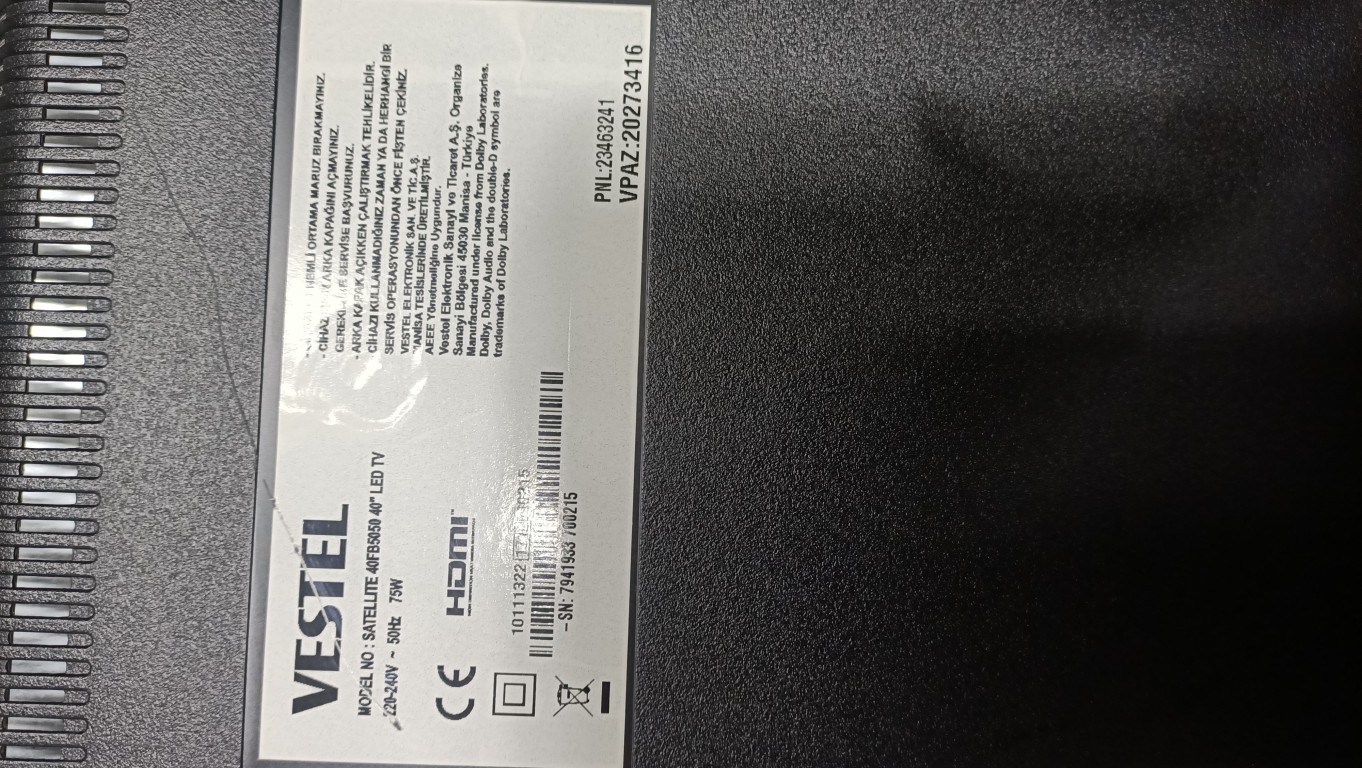 VESTEL
MODEL NO : SATELLITE 40FB5050 40" LED TV
220-240V ~ 50Hz 75W
CE
HDMI™
10111322
-SN: 7941933 700215
ORTAMA MARUZ BIRAKMAYINIZ.
- CİHAZ ARKA KAPAĞINI AÇMAYINIZ.
SERVİSE BAŞVURUNUZ.
- ARKA KAPAK AÇIKKEN ÇALIŞTIRMAK TEHLİKELİDİR.
CİHAZI KULLANMADIĞINIZ ZAMAN YA DA HERHANGİ BİR
SERVİS OPERASYONUNDAN ÖNCE FİŞTEN ÇEKİNİZ.
VESTEL ELEKTRONİK SAN. VE TİC.A.Ş.
MANİSA TESİSLERİNDE ÜRETİLMİŞTİR.
AEEE Yönetmeliğine Uygundur.
Vestel Elektronik Sanayi ve Ticaret A.Ş. Organize
Sanayi Bölgesi 45030 Manisa - Türkiye
Manufactured under license from Dolby Laboratories.
Dolby, Dolby Audio and the double-D symbol are
trademarks of Dolby Laboratories.
PNL:23463241
VPAZ:20273416